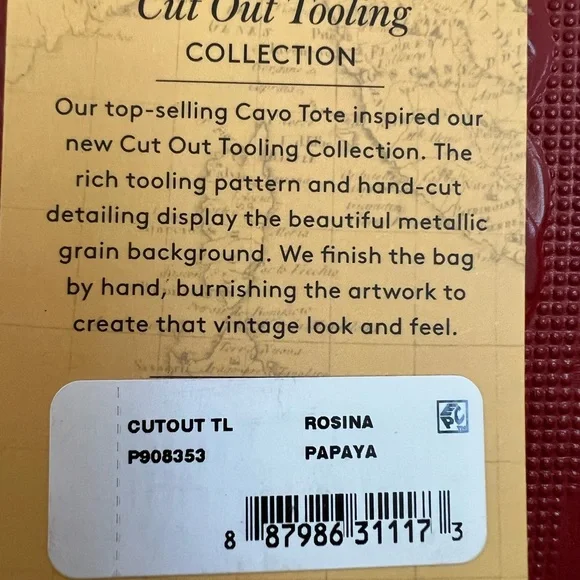 Cut Out Tooling
COLLECTION
Our top-selling Cavo Tote inspired our
new Cut Out Tooling Collection. The
rich tooling pattern and hand-cut
detailing display the beautiful metallic
grain background. We finish the bag
by hand, burnishing the artwork to
create that vintage look and feel.
CUTOUT TL ROSINA EPC
P908353 PAPAYA
8 87986 31117 3